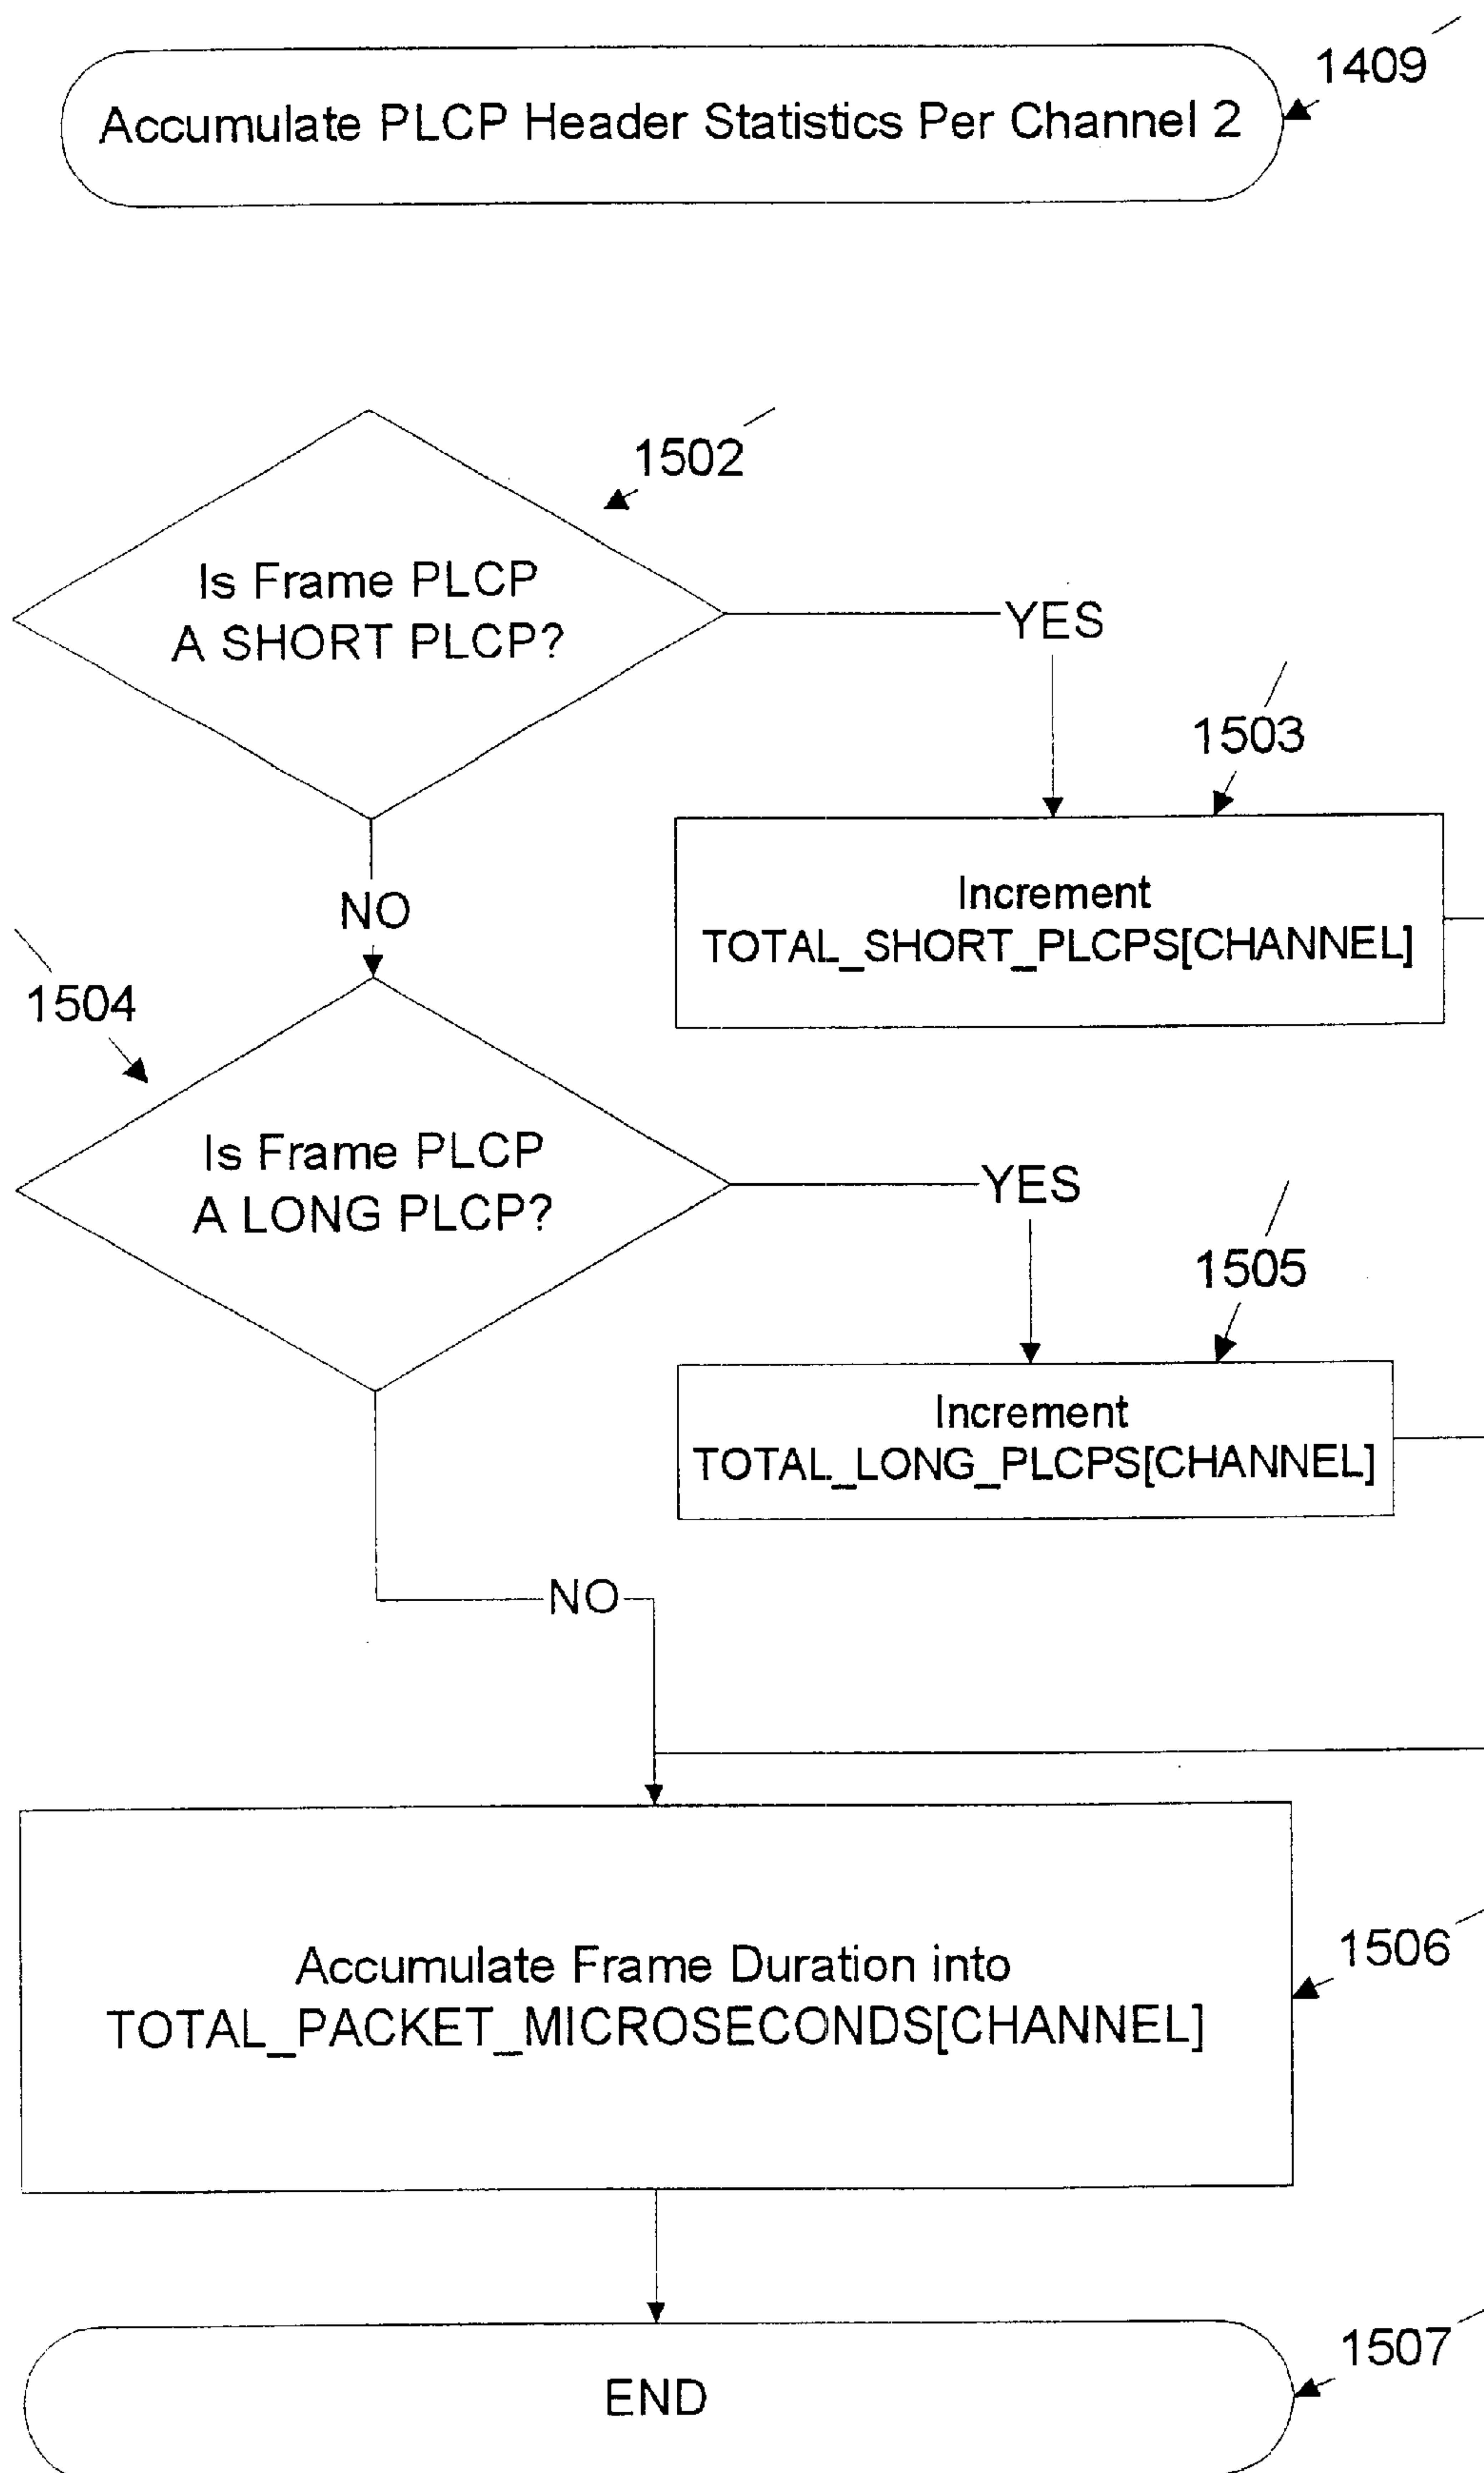 1409
Accumulate PLCP Header Statistics Per Channel 2
1502
Is Frame PLCP
A SHORT PLCP?
YES
1503
Increment
TOTAL_SHORT_PLCPS[CHANNEL]
NO
1504
Is Frame PLCP
A LONG PLCP?
YES
1505
Increment
TOTAL_LONG_PLCPS[CHANNEL]
NO
1506
Accumulate Frame Duration into
TOTAL_PACKET_MICROSECONDS[CHANNEL]
1507
END